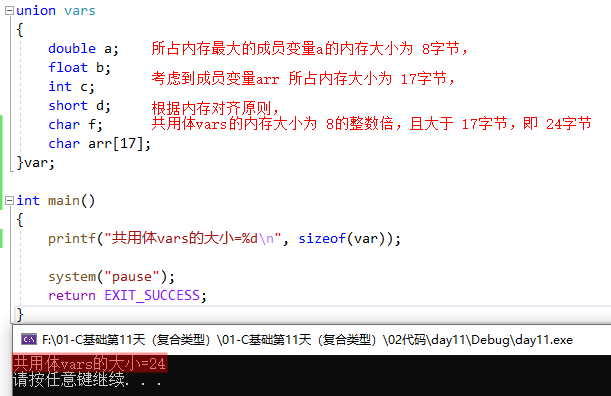 union vars
{
double a; 所占内存最大的成员变量a的内存大小为 8字节，
float b;
int c; 考虑到成员变量arr 所占内存大小为 17字节，
short d; 根据内存对齐原则，
char f; 共用体vars的内存大小为 8的整数倍，且大于 17字节，即 24字节
char arr[17];
}var;
int main()
{
printf("共用体vars的大小=%d\n", sizeof(var));
system("pause");
return EXIT_SUCCESS;
}
F:\01-C基础第11天（复合类型）\01-C基础第11天（复合类型）\02代码\day11\Debug\day11.exe
共用体vars的大小=24
请按任意键继续. . .